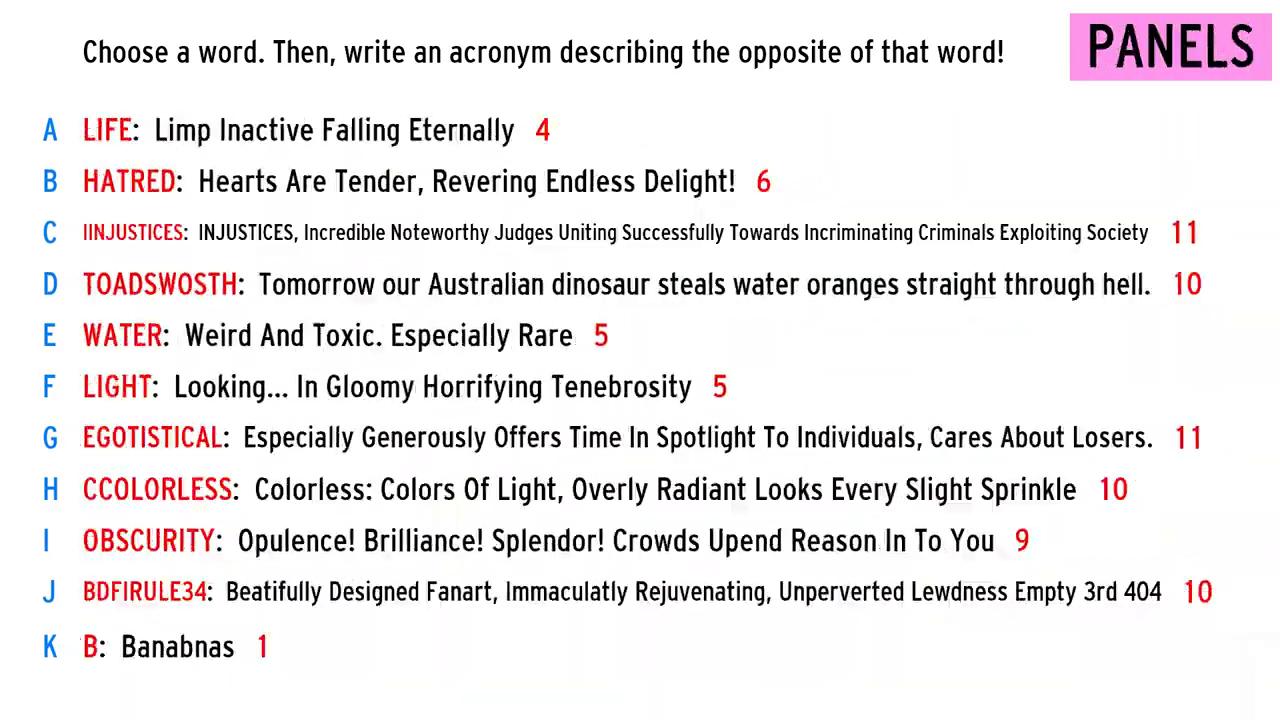 Choose a word. Then, write an acronym describing the opposite of that word!
PANELS
A LIFE: Limp Inactive Falling Eternally 4
B HATRED: Hearts Are Tender, Revering Endless Delight! 6
C IINJUSTICES: INJUSTICES, Incredible Noteworthy Judges Uniting Successfully Towards Incriminating Criminals Exploiting Society 11
D TOADSWOSTH: Tomorrow our Australian dinosaur steals water oranges straight through hell. 10
E WATER: Weird And Toxic. Especially Rare 5
F LIGHT: Looking... In Gloomy Horrifying Tenebrosity 5
G EGOTISTICAL: Especially Generously Offers Time In Spotlight To Individuals, Cares About Losers. 11
H CCOLORLESS: Colorless: Colors Of Light, Overly Radiant Looks Every Slight Sprinkle 10
I OBSCURITY: Opulence! Brilliance! Splendor! Crowds Upend Reason In To You 9
J BDFIRULE34: Beatifully Designed Fanart, Immaculatly Rejuvenating, Unperverted Lewdness Empty 3rd 404 10
K B: Banabnas 1